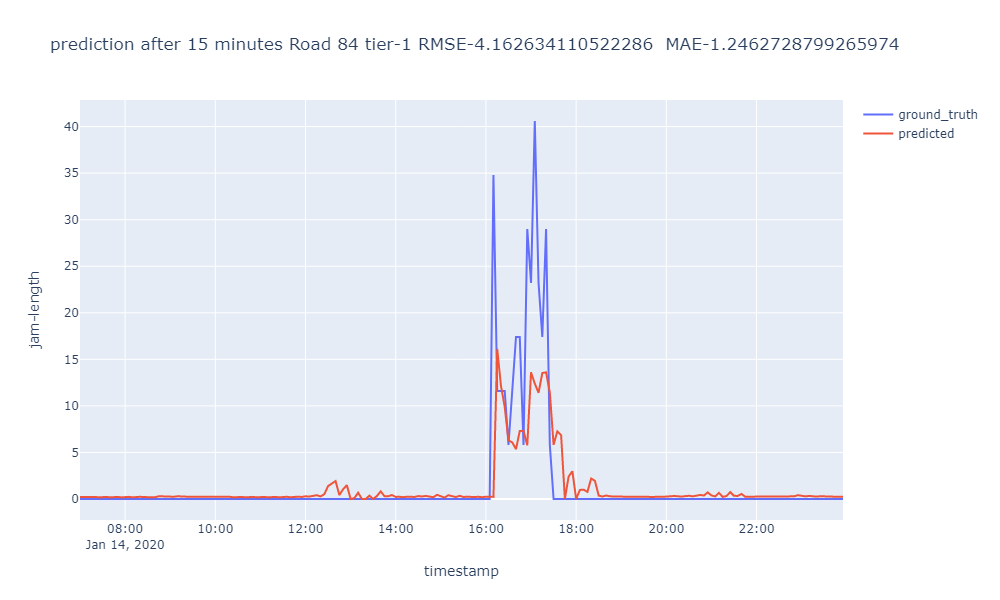 prediction after 15 minutes Road 84 tier-1 RMSE-4.162634110522286  MAE-1.2462728799265974
ground_truth
predicted
jam-length
40
35
30
25
20
15
10
5
0
08:00 10:00 12:00 14:00 16:00 18:00 20:00 22:00
Jan 14, 2020
timestamp